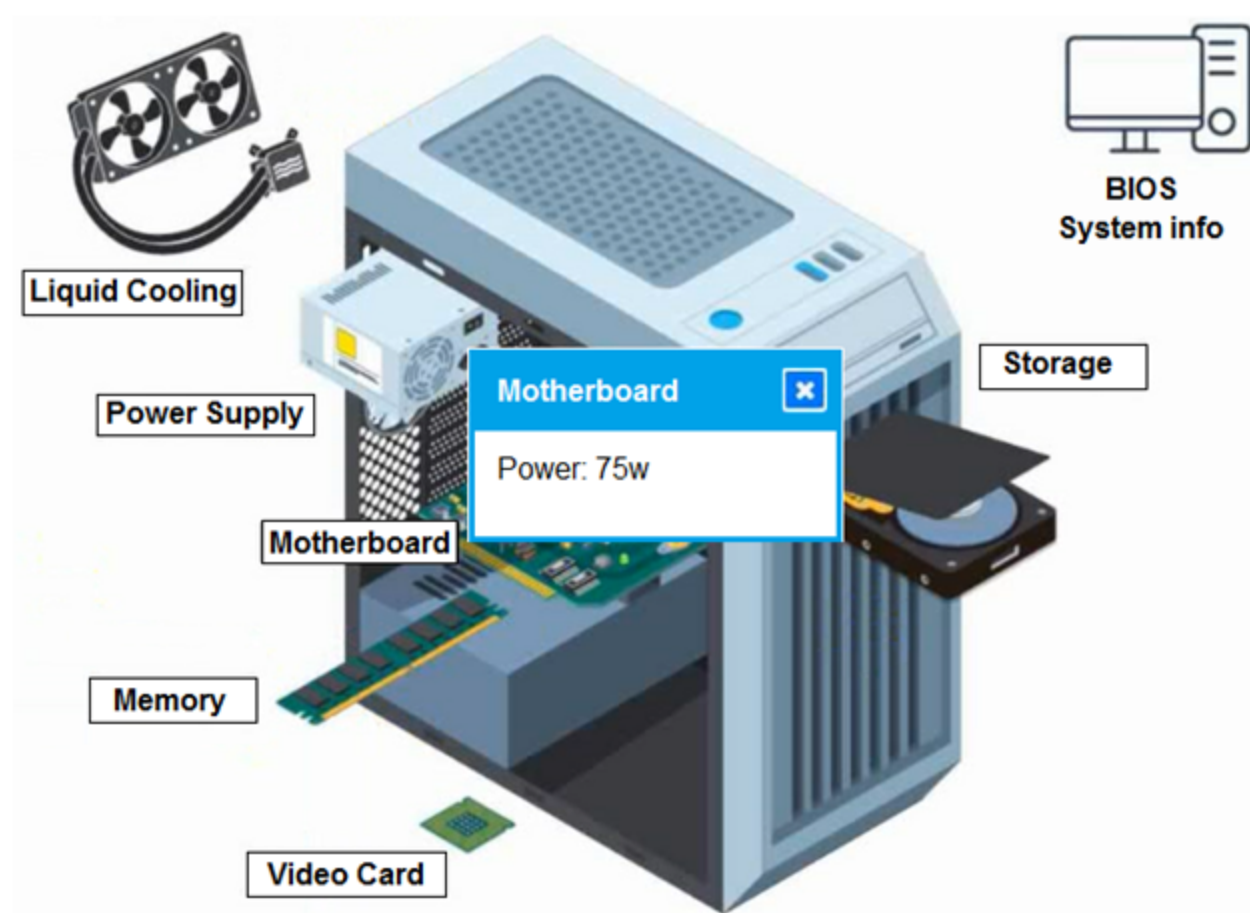 BIOS
System info
Liquid Cooling
Storage
Motherboard
Power Supply
Power: 75w
Motherboard
Memory
Video Card